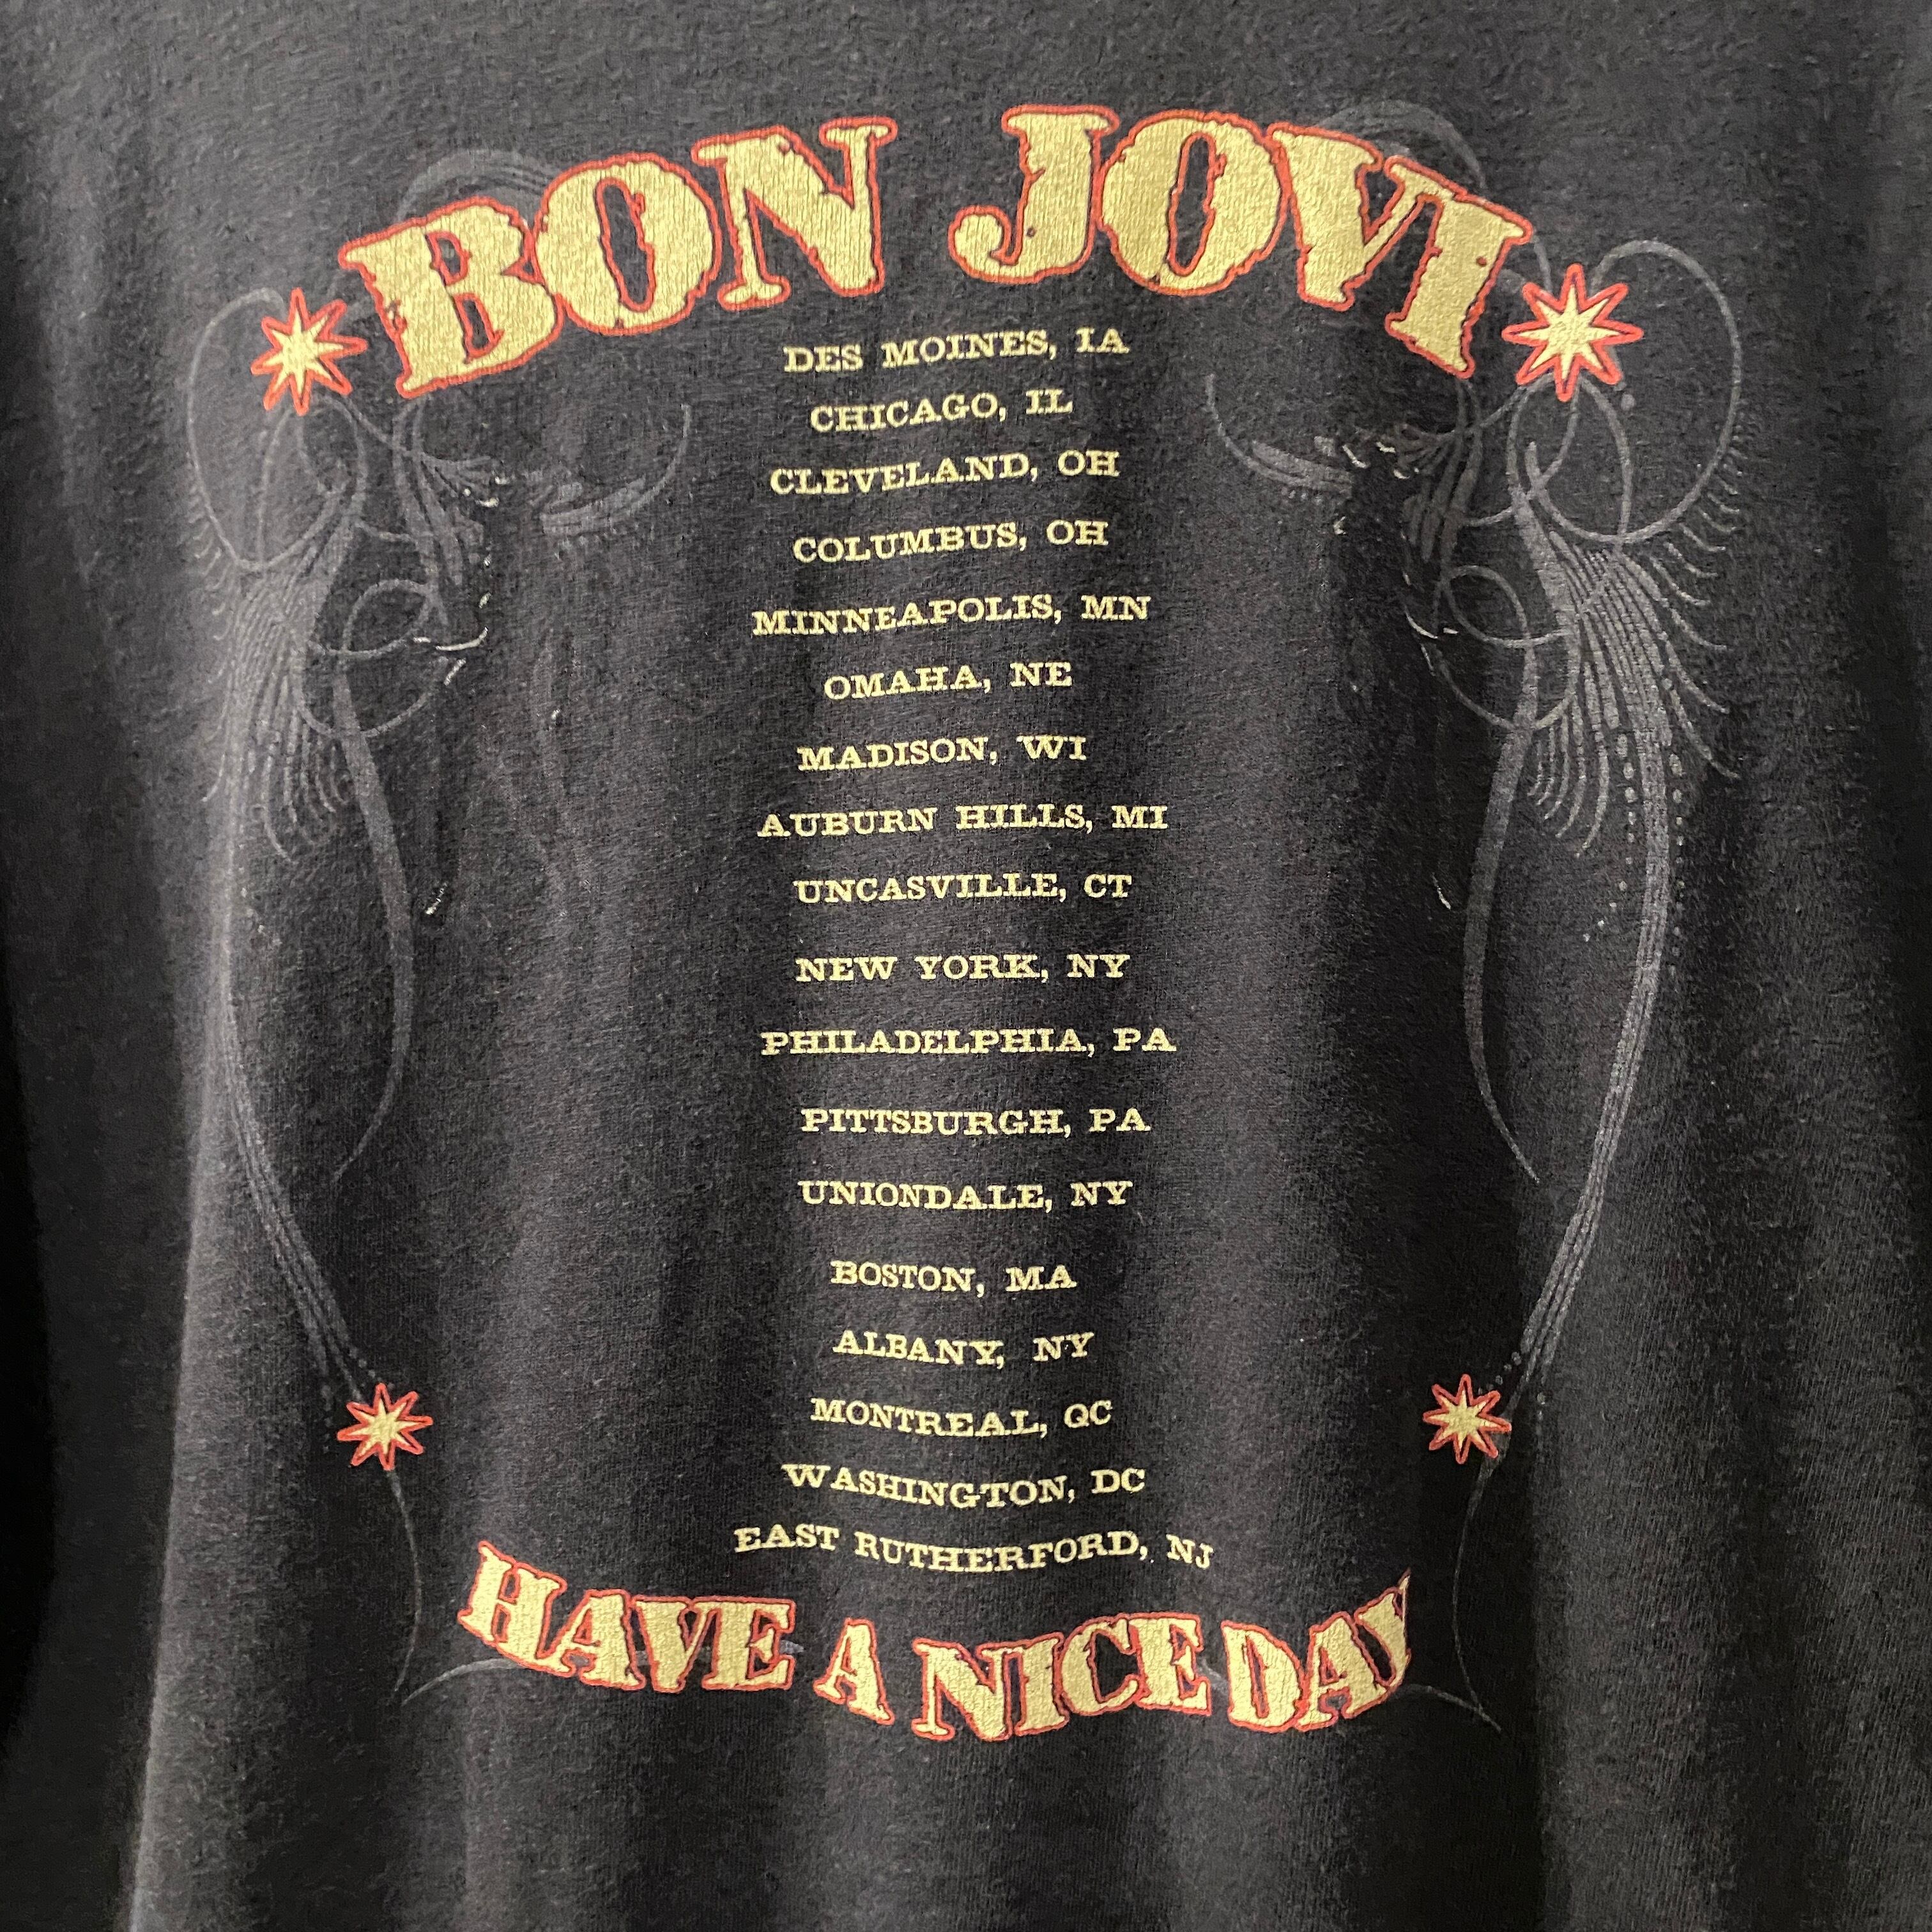 BON JOVI
DES MOINES, IA
CHICAGO, IL
CLEVELAND, OH
COLUMBUS, OH
MINNEAPOLIS, MN
OMAHA, NE
MADISON, WI
AUBURN HILLS, MI
UNCASVILLE, CT
NEW YORK, NY
PHILADELPHIA, PA
PITTSBURGH, PA
UNIONDALE, NY
BOSTON, MA
ALBANY, NY
MONTREAL, QC
WASHINGTON, DC
EAST RUTHERFORD, NJ
HAVE A NICE DAY